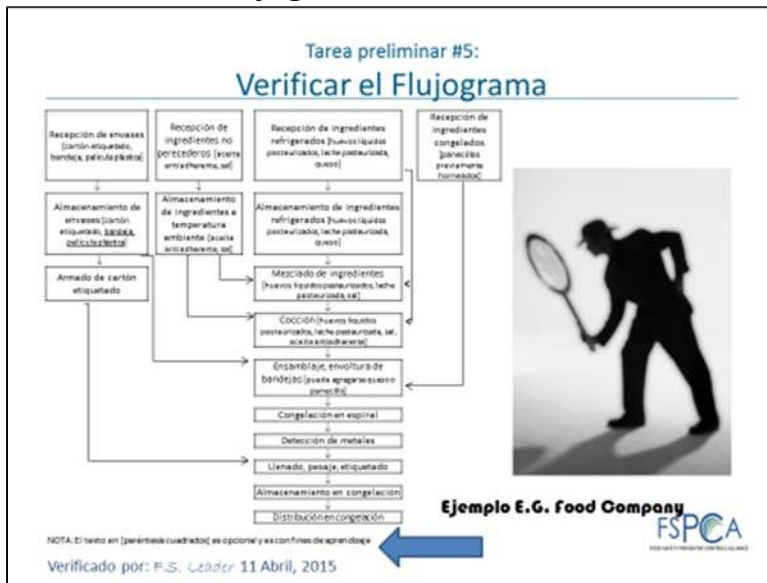 Tarea preliminar #5:
Verificar el Flujograma
Recepción de envases
[cartón etiquetado,
bandeja, película plástica]
Recepción de
ingredientes no
perecederos [aceite
antiadherente, sal]
Recepción de
ingredientes refrigerados
[huevos líquidos
pasteurizados, leche pasteurizada,
queso]
Recepción de
ingredientes
congelados
[panecillos
previamente
horneados]
Almacenamiento de
envases [cartón
etiquetado, bandeja,
película plástica]
Almacenamiento
de ingredientes a
temperatura
ambiente [aceite
antiadherente, sal]
Almacenamiento de ingredientes
refrigerados [huevos líquidos
pasteurizados, leche pasteurizada,
queso]
Armado de cartón
etiquetado
Mezclado de ingredientes
[huevos líquidos pasteurizados, leche
pasteurizada, sal]
Cocción [huevos líquidos
pasteurizados, leche pasteurizada, sal,
aceite antiadherente]
Ensamblaje, envoltura de
bandejas [puede agregarse queso o
panecillo]
Congelación en espiral
Detección de metales
Llenado, pesaje, etiquetado
Almacenamiento en congelación
Distribución en congelación
Ejemplo E.G. Food Company
FSPCA
FOOD SAFETY PREVENTIVE CONTROLS ALLIANCE
NOTA: El texto en [paréntesis cuadrados] es opcional y es con fines de aprendizaje
Verificado por: F.S. Leader 11 Abril, 2015